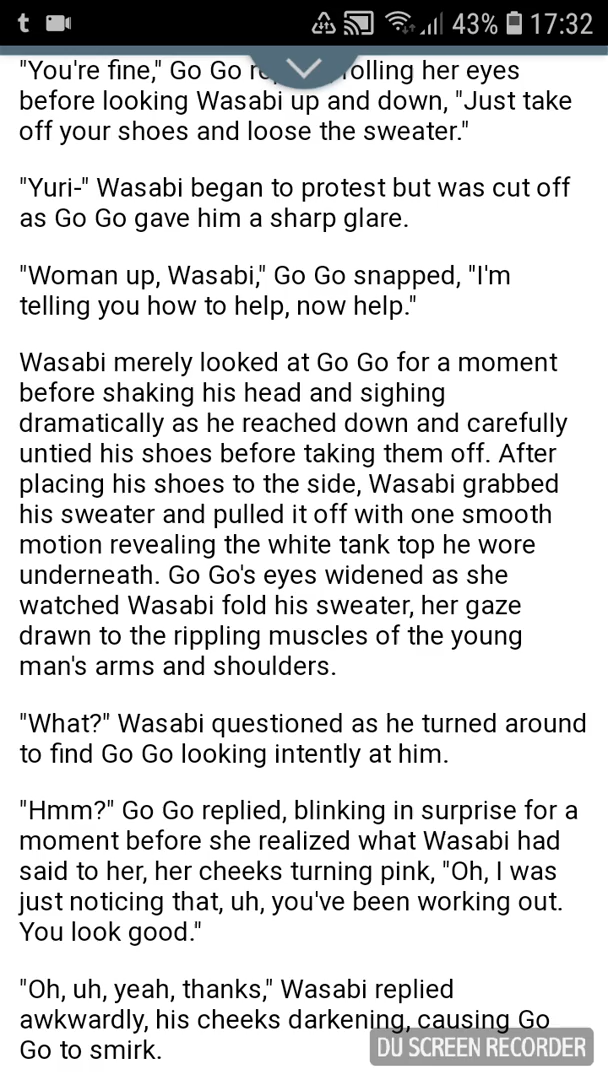 t 43% 17:32
"You're fine," Go Go rolling her eyes
before looking Wasabi up and down, "Just take
off your shoes and loose the sweater."
"Yuri-" Wasabi began to protest but was cut off
as Go Go gave him a sharp glare.
"Woman up, Wasabi," Go Go snapped, "I'm
telling you how to help, now help."
Wasabi merely looked at Go Go for a moment
before shaking his head and sighing
dramatically as he reached down and carefully
untied his shoes before taking them off. After
placing his shoes to the side, Wasabi grabbed
his sweater and pulled it off with one smooth
motion revealing the white tank top he wore
underneath. Go Go's eyes widened as she
watched Wasabi fold his sweater, her gaze
drawn to the rippling muscles of the young
man's arms and shoulders.
"What?" Wasabi questioned as he turned around
to find Go Go looking intently at him.
"Hmm?" Go Go replied, blinking in surprise for a
moment before she realized what Wasabi had
said to her, her cheeks turning pink, "Oh, I was
just noticing that, uh, you've been working out.
You look good."
"Oh, uh, yeah, thanks," Wasabi replied
awkwardly, his cheeks darkening, causing Go
Go to smirk.
DU SCREEN RECORDER